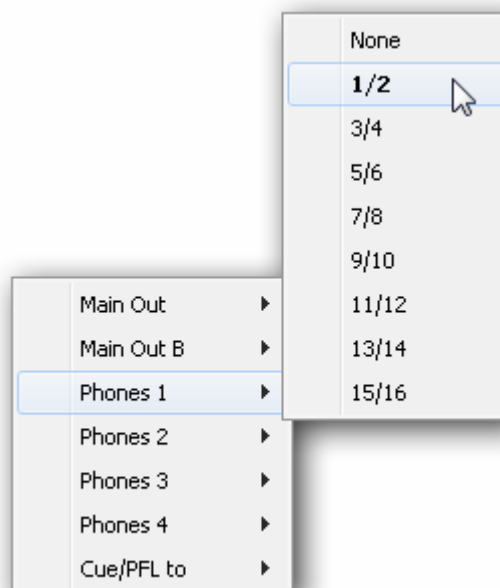 None
1/2
3/4
5/6
7/8
9/10
11/12
13/14
15/16
Main Out
Main Out B
Phones 1
Phones 2
Phones 3
Phones 4
Cue/PFL to